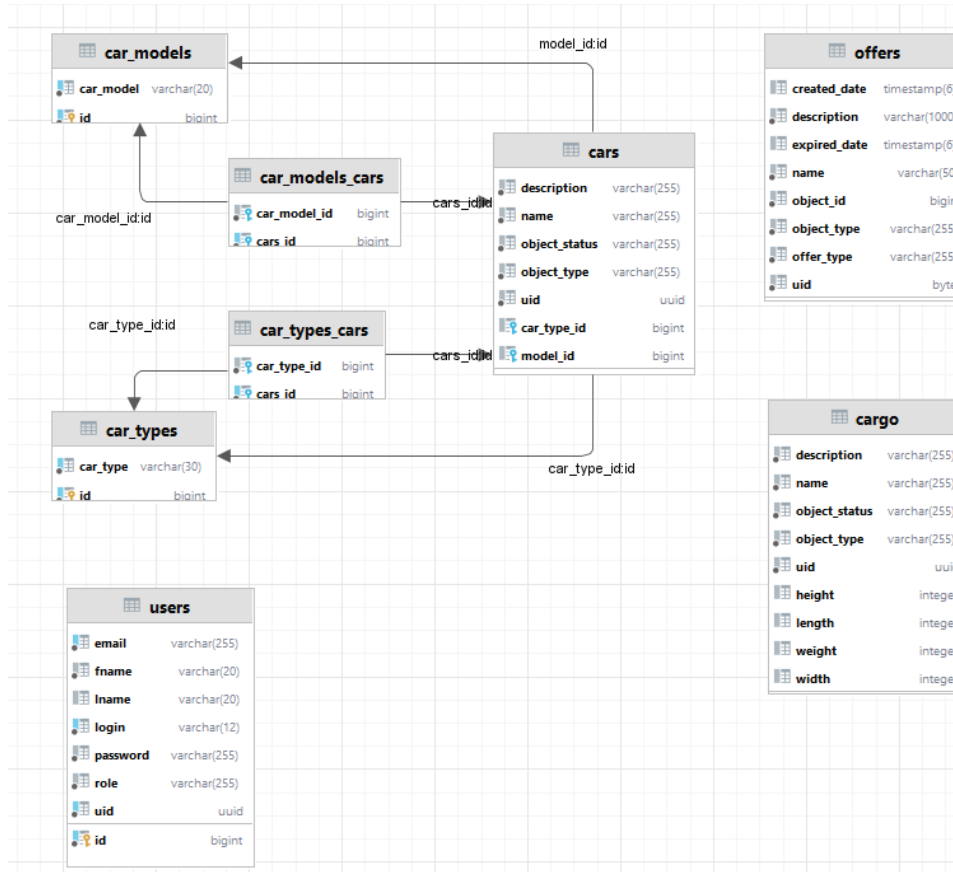 car_models
car_model varchar(20)
id bigint
model_id:id
car_models_cars
car_model_id bigint
cars_id bigint
car_model_id:id
cars_id:id
cars
description varchar(255)
name varchar(255)
object_status varchar(255)
object_type varchar(255)
uid uuid
car_type_id bigint
model_id bigint
offers
created_date timestamp(6
description varchar(1000
expired_date timestamp(6
name varchar(50
object_id bigin
object_type varchar(255
offer_type varchar(255
uid byte
car_type_id:id
car_types_cars
car_type_id bigint
cars_id bigint
cars_id:id
car_types
car_type varchar(30)
id bigint
car_type_id:id
cargo
description varchar(255)
name varchar(255)
object_status varchar(255)
object_type varchar(255)
uid uui
height intege
length intege
weight intege
width intege
users
email varchar(255)
fname varchar(20)
lname varchar(20)
login varchar(12)
password varchar(255)
role varchar(255)
uid uuid
id bigint